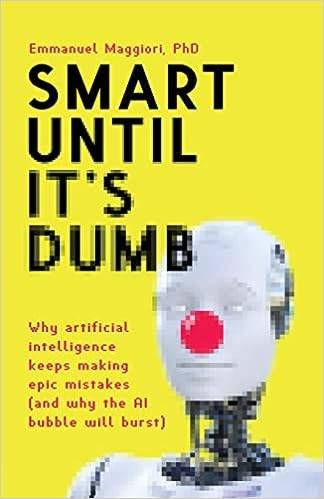 Emmanuel Maggiori, PhD
SMART
UNTIL
IT'S
DUMB
Why artificial
intelligence
keeps making
epic mistakes
(and why the AI
bubble will burst)